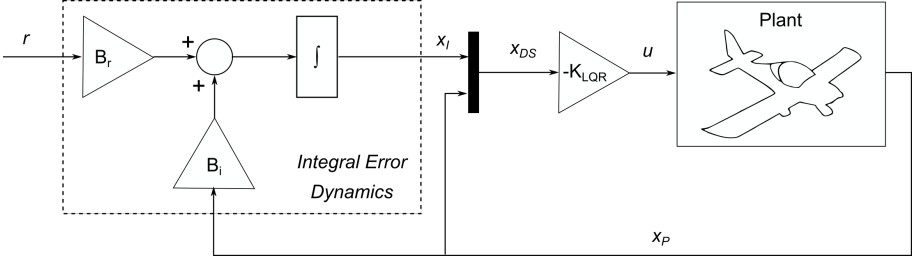 r
B_r
+
+
∫
x_I
x_DS
-K_LQR
u
Plant
B_i
Integral Error
Dynamics
x_P